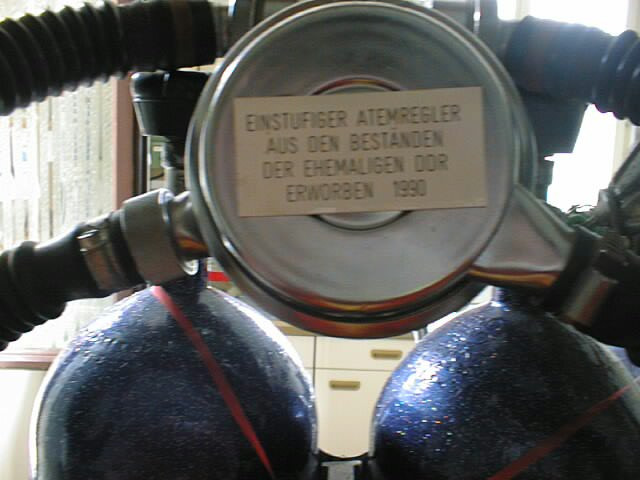 EINSTUFIGER ATEMREGLER
AUS DEN BESTÄNDEN
DER EHEMALIGEN DDR
ERWORBEN 1990